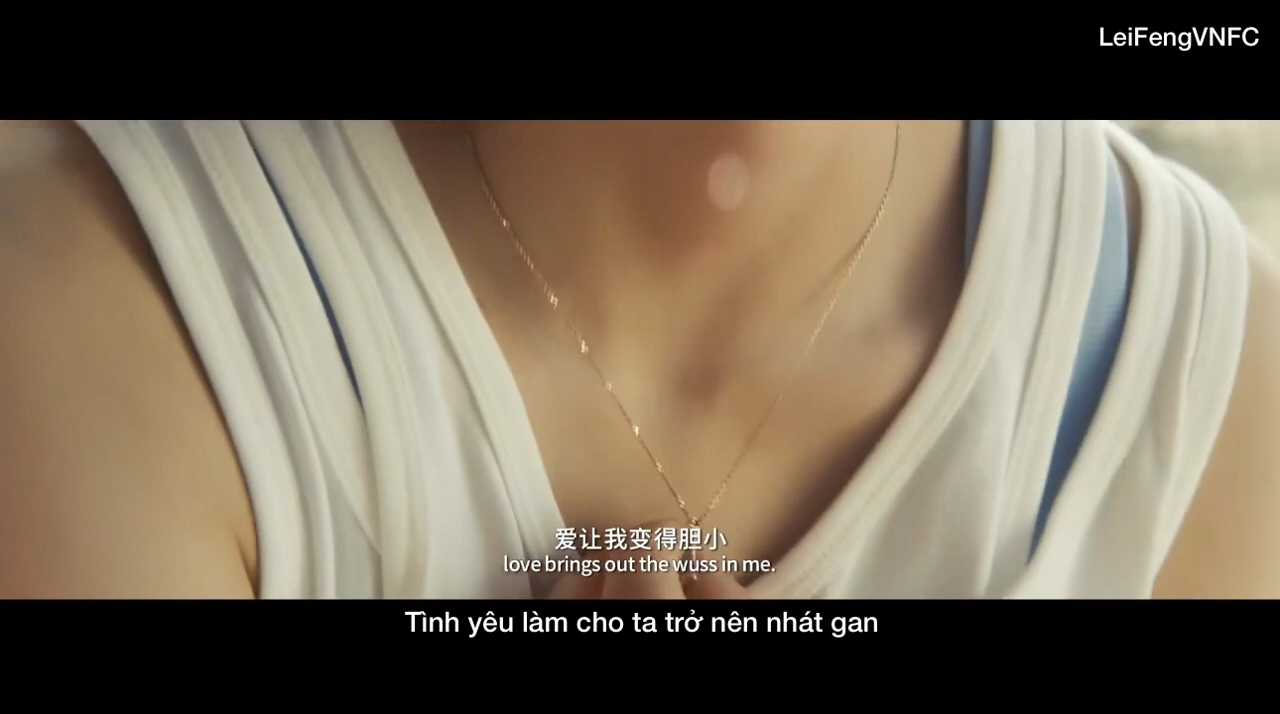 LeiFengVNFC
爱让我变得胆小
love brings out the wuss in me.
Tình yêu làm cho ta trở nên nhát gan